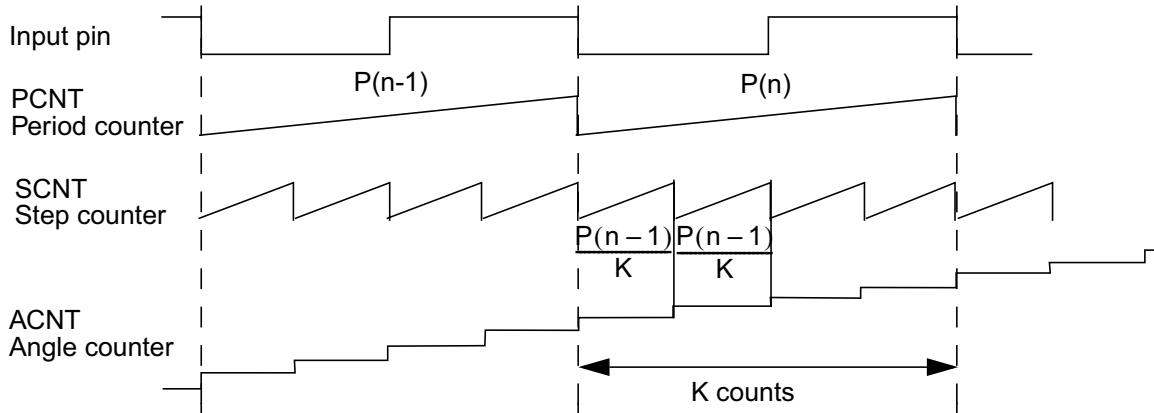 Input pin
P(n-1)
P(n)
PCNT
Period counter
SCNT
Step counter
P(n – 1)
K
P(n – 1)
K
ACNT
Angle counter
K counts